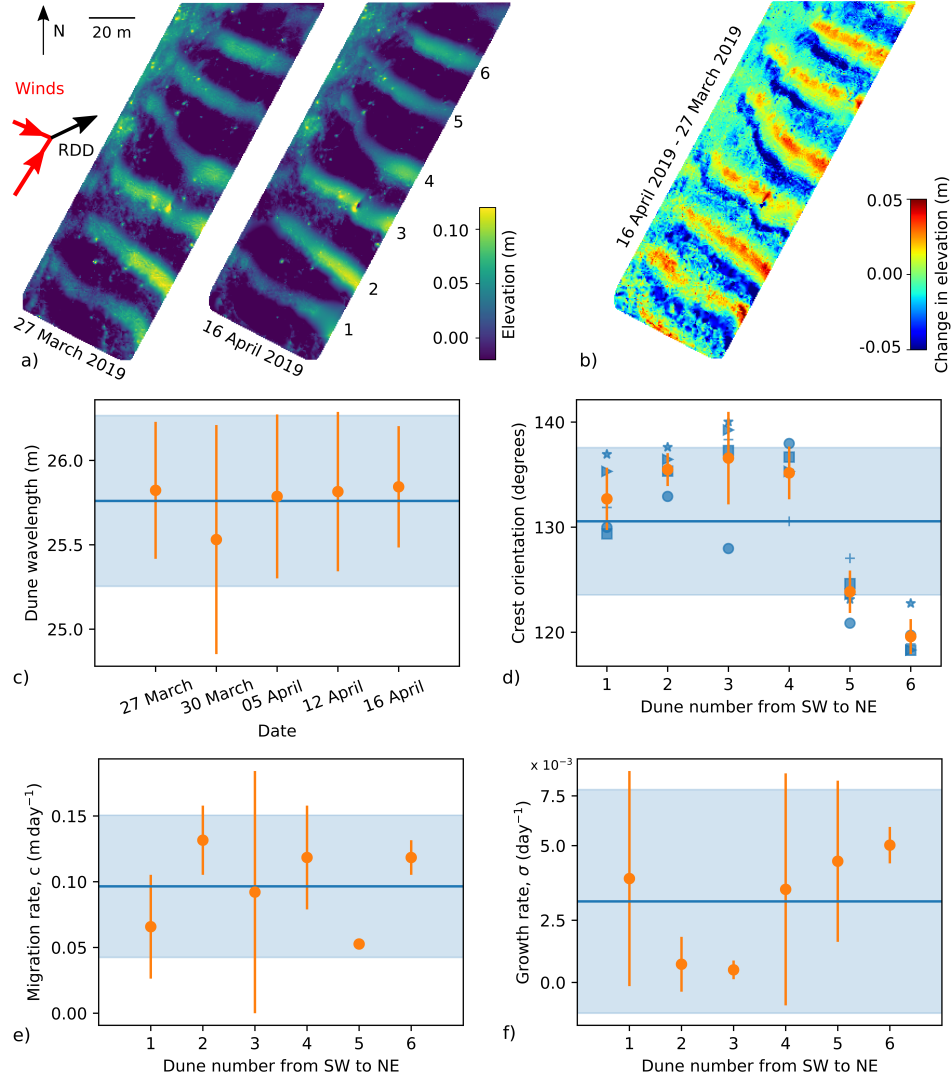 N
20 m
Winds
RDD
27 March 2019
16 April 2019
1
2
3
4
5
6
0.10
0.05
0.00
Elevation (m)
a)
16 April 2019 - 27 March 2019
0.05
0.00
-0.05
Change in elevation (m)
b)
26.0
25.5
25.0
Dune wavelength (m)
27 March
30 March
05 April
12 April
16 April
Date
c)
140
130
120
Crest orientation (degrees)
1 2 3 4 5 6
Dune number from SW to NE
d)
0.15
0.10
0.05
0.00
Migration rate, c (m day⁻¹)
1 2 3 4 5 6
Dune number from SW to NE
e)
x 10⁻³
7.5
5.0
2.5
0.0
Growth rate, σ (day⁻¹)
1 2 3 4 5 6
Dune number from SW to NE
f)